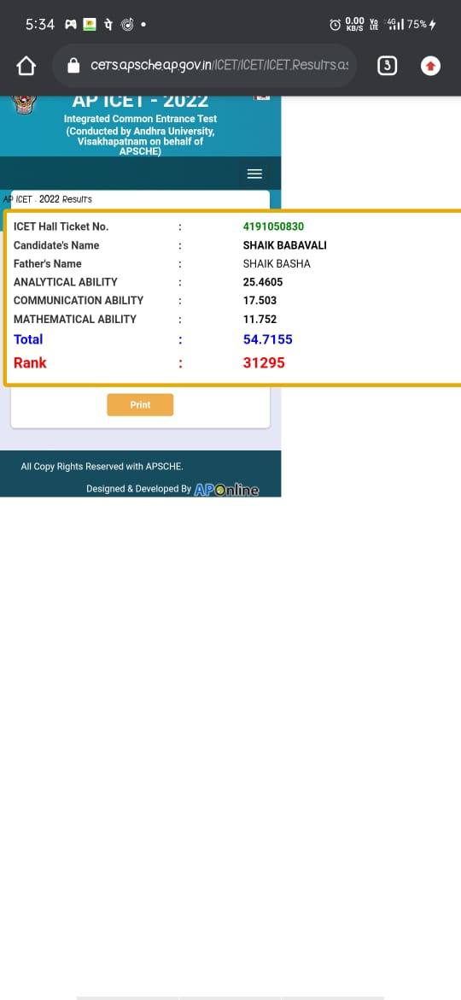 5:34 पे 0.00 KB/S Vo LTE 4G 75%
cets.apsche.ap.gov.in/ICET/ICET/ICET_Results.as 3
AP ICET - 2022
Integrated Common Entrance Test
(Conducted by Andhra University,
Visakhapatnam on behalf of
APSCHE)
AP ICET - 2022 Results
ICET Hall Ticket No. : 4191050830
Candidate's Name : SHAIK BABAVALI
Father's Name : SHAIK BASHA
ANALYTICAL ABILITY : 25.4605
COMMUNICATION ABILITY : 17.503
MATHEMATICAL ABILITY : 11.752
Total : 54.7155
Rank : 31295
Print
All Copy Rights Reserved with APSCHE.
Designed & Developed By APOnline